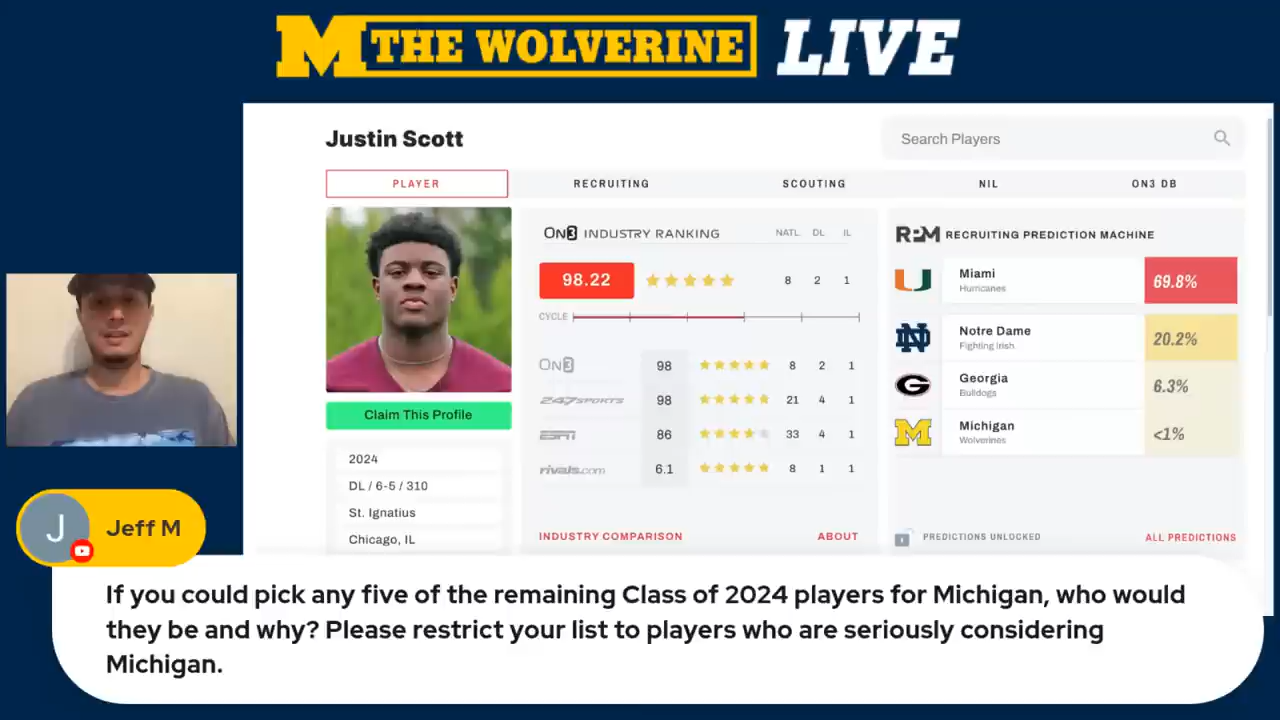 M THE WOLVERINE LIVE
Justin Scott
Search Players
PLAYER RECRUITING SCOUTING NIL ON3 DB
ON3 INDUSTRY RANKING NATL. DL IL
98.22 8 2 1
CYCLE
ON3 98 8 2 1
247SPORTS 98 21 4 1
ESPN 86 33 4 1
rivals.com 6.1 8 1 1
INDUSTRY COMPARISON ABOUT
RPM RECRUITING PREDICTION MACHINE
Miami 69.8%
Hurricanes
Notre Dame 20.2%
Fighting Irish
Georgia 6.3%
Bulldogs
Michigan <1%
Wolverines
PREDICTIONS UNLOCKED ALL PREDICTIONS
Claim This Profile
2024
DL / 6-5 / 310
St. Ignatius
Chicago, IL
J Jeff M
If you could pick any five of the remaining Class of 2024 players for Michigan, who would
they be and why? Please restrict your list to players who are seriously considering
Michigan.